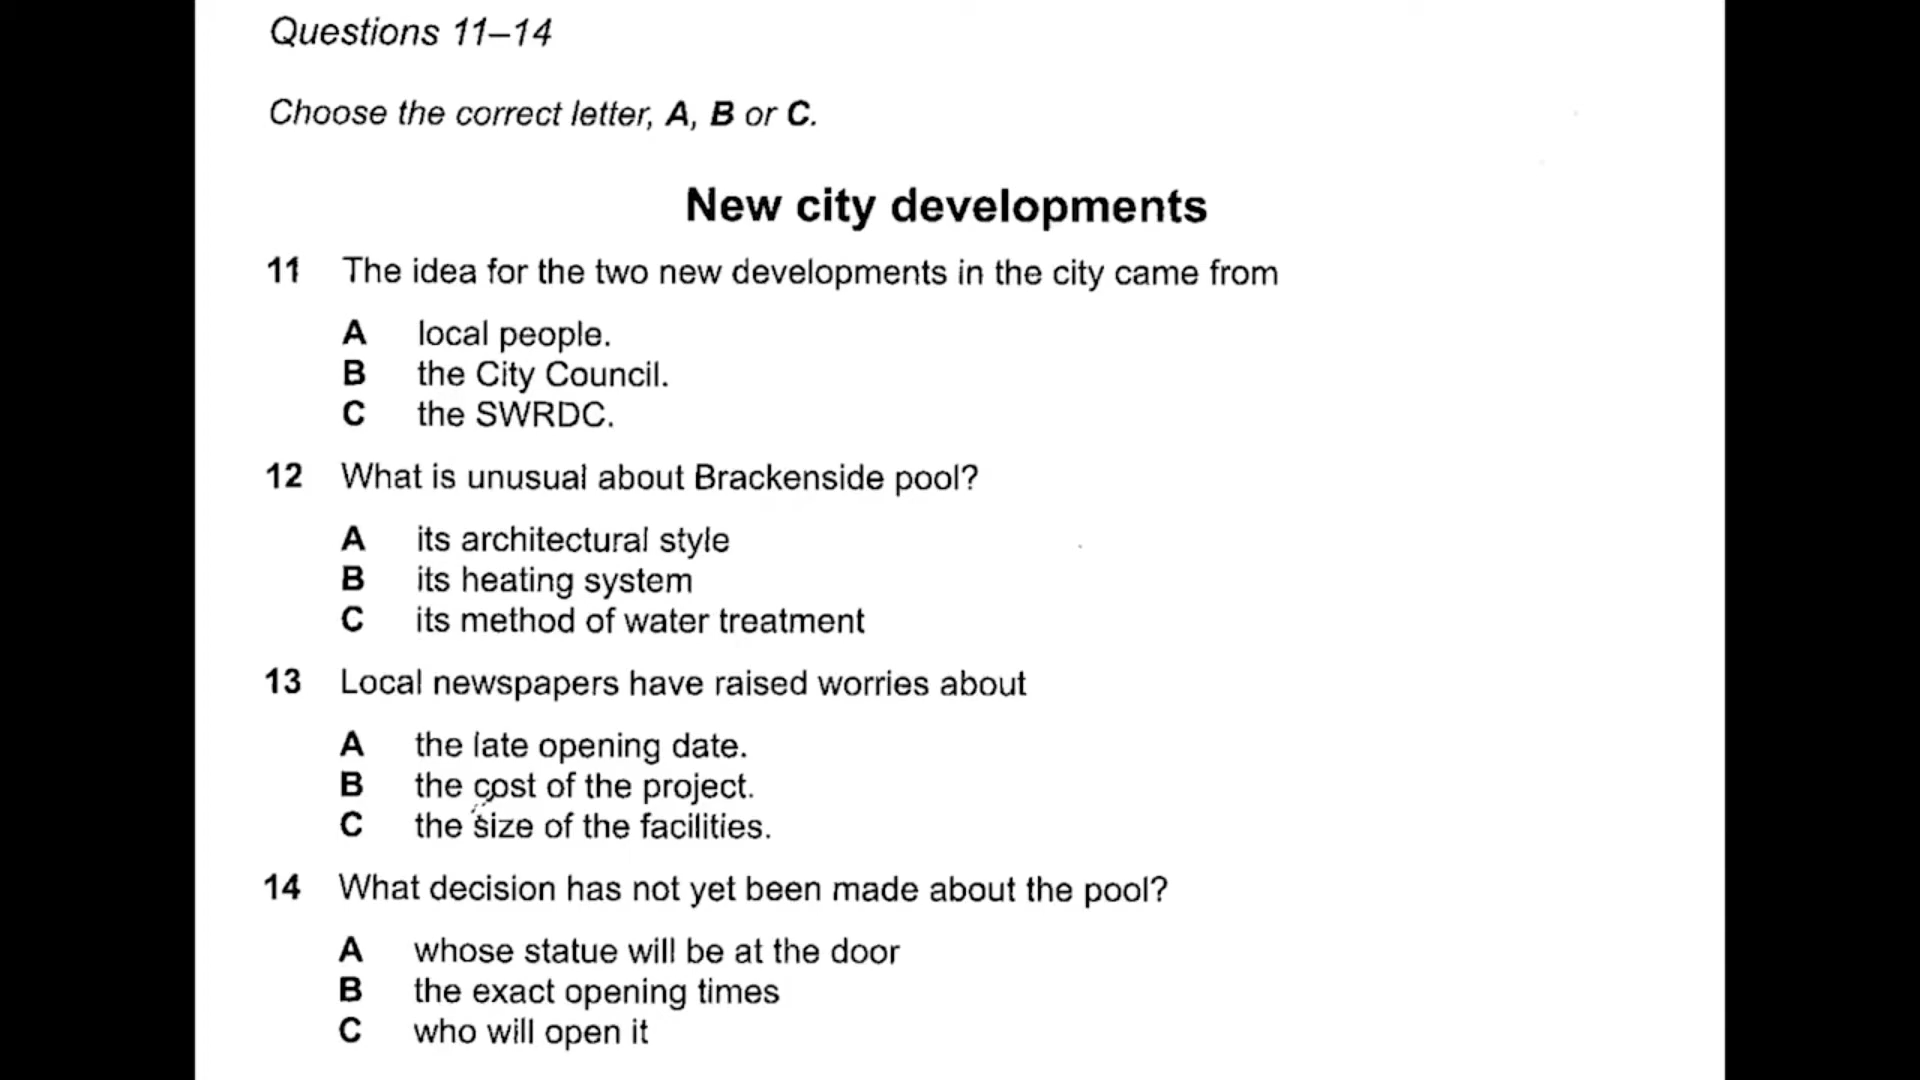 Questions 11–14
Choose the correct letter, A, B or C.
New city developments
11 The idea for the two new developments in the city came from
A local people.
B the City Council.
C the SWRDC.
12 What is unusual about Brackenside pool?
A its architectural style
B its heating system
C its method of water treatment
13 Local newspapers have raised worries about
A the late opening date.
B the cost of the project.
C the size of the facilities.
14 What decision has not yet been made about the pool?
A whose statue will be at the door
B the exact opening times
C who will open it